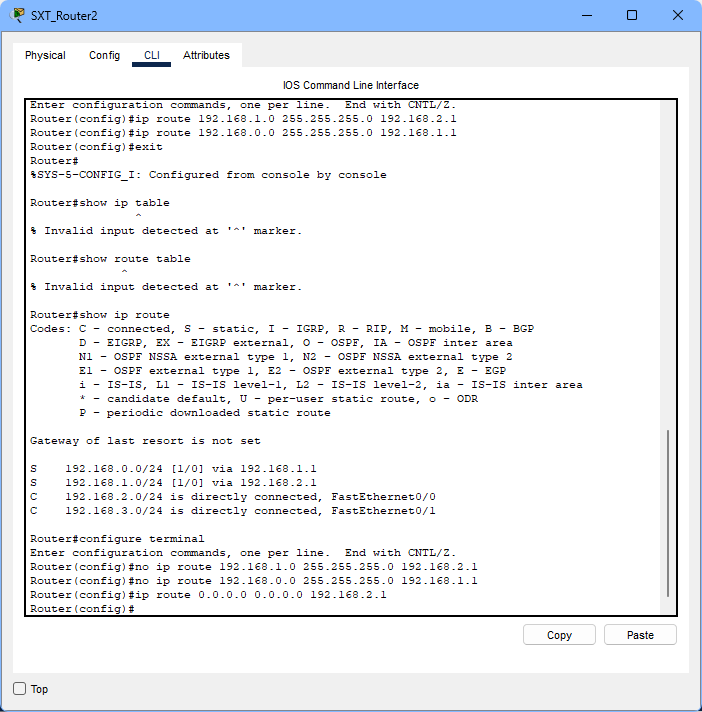 SXT_Router2
Physical Config CLI Attributes
IOS Command Line Interface
Enter configuration commands, one per line.  End with CNTL/Z.
Router(config)#ip route 192.168.1.0 255.255.255.0 192.168.2.1
Router(config)#ip route 192.168.0.0 255.255.255.0 192.168.1.1
Router(config)#exit
Router#
%SYS-5-CONFIG_I: Configured from console by console
Router#show ip table
^
% Invalid input detected at '^' marker.
Router#show route table
^
% Invalid input detected at '^' marker.
Router#show ip route
Codes: C - connected, S - static, I - IGRP, R - RIP, M - mobile, B - BGP
D - EIGRP, EX - EIGRP external, O - OSPF, IA - OSPF inter area
N1 - OSPF NSSA external type 1, N2 - OSPF NSSA external type 2
E1 - OSPF external type 1, E2 - OSPF external type 2, E - EGP
i - IS-IS, L1 - IS-IS level-1, L2 - IS-IS level-2, ia - IS-IS inter area
* - candidate default, U - per-user static route, o - ODR
P - periodic downloaded static route
Gateway of last resort is not set
S    192.168.0.0/24 [1/0] via 192.168.1.1
S    192.168.1.0/24 [1/0] via 192.168.2.1
C    192.168.2.0/24 is directly connected, FastEthernet0/0
C    192.168.3.0/24 is directly connected, FastEthernet0/1
Router#configure terminal
Enter configuration commands, one per line.  End with CNTL/Z.
Router(config)#no ip route 192.168.1.0 255.255.255.0 192.168.2.1
Router(config)#no ip route 192.168.0.0 255.255.255.0 192.168.1.1
Router(config)#ip route 0.0.0.0 0.0.0.0 192.168.2.1
Router(config)#
Copy Paste
Top